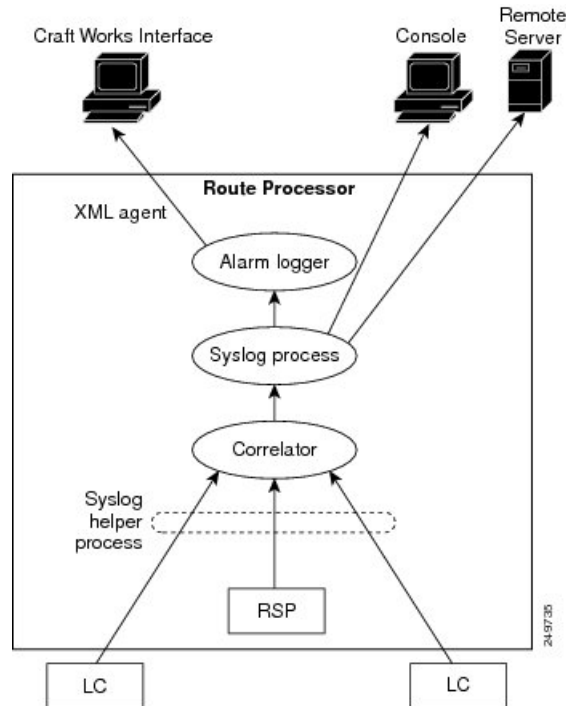 Craft Works Interface
Console
Remote
Server
Route Processor
XML agent
Alarm logger
Syslog process
Correlator
Syslog
helper
process
RSP
LC
LC
249735